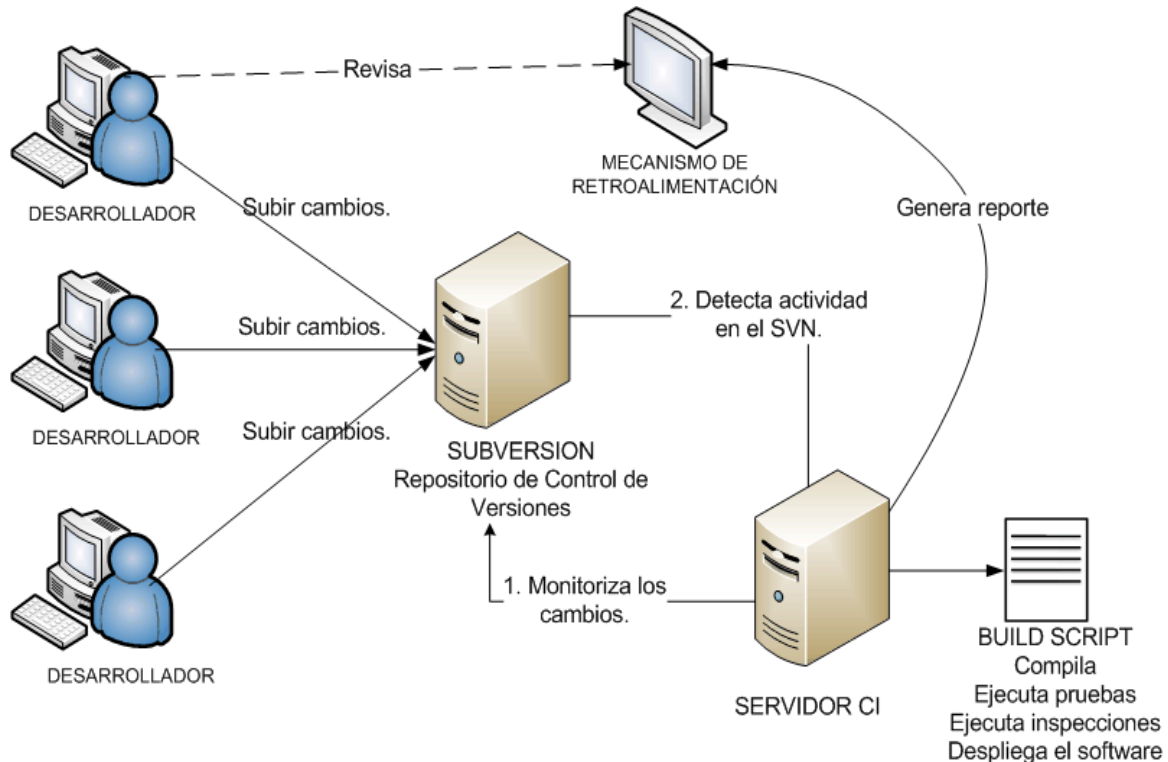 Revisa
MECANISMO DE
RETROALIMENTACIÓN
DESARROLLADOR
Subir cambios.
Genera reporte
2. Detecta actividad
en el SVN.
Subir cambios.
DESARROLLADOR
Subir cambios.
SUBVERSION
Repositorio de Control de
Versiones
1. Monitoriza los
cambios.
DESARROLLADOR
SERVIDOR CI
BUILD SCRIPT
Compila
Ejecuta pruebas
Ejecuta inspecciones
Despliega el software